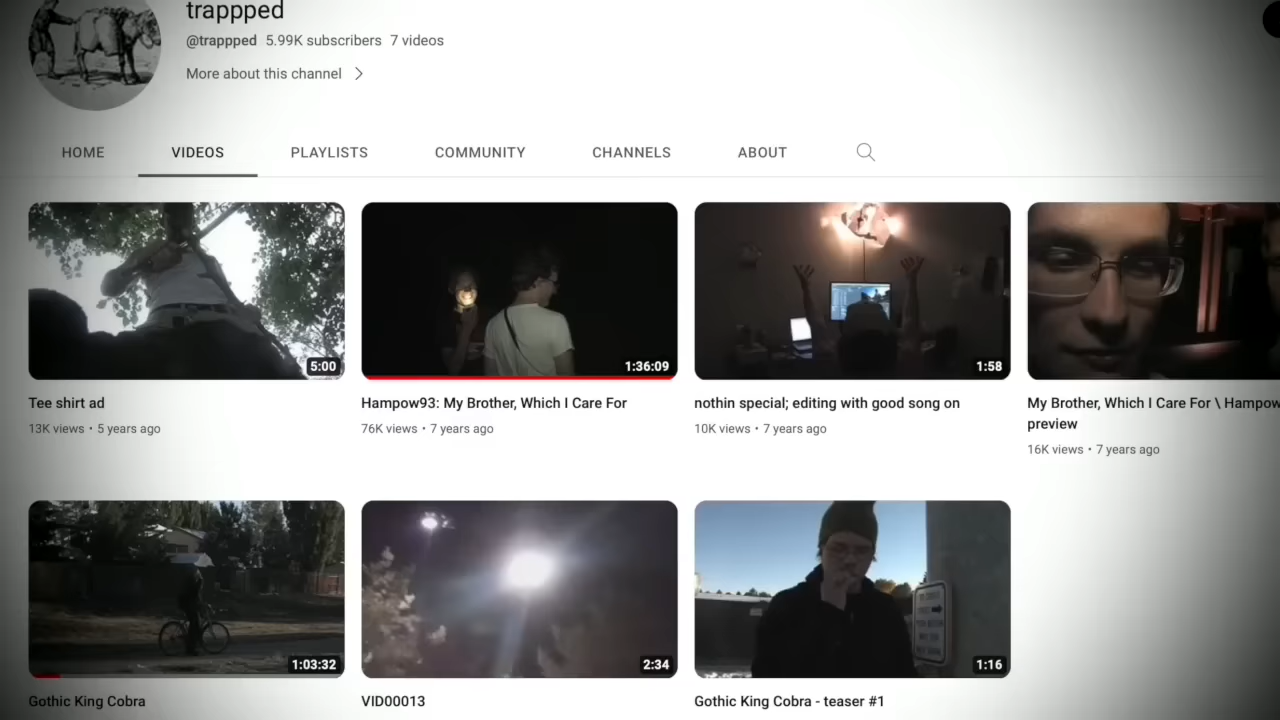 trappped
@trappped 5.99K subscribers 7 videos
More about this channel
HOME VIDEOS PLAYLISTS COMMUNITY CHANNELS ABOUT
5:00
1:36:09
1:58
Tee shirt ad
13K views • 5 years ago
Hampow93: My Brother, Which I Care For
76K views • 7 years ago
nothin special; editing with good song on
10K views • 7 years ago
My Brother, Which I Care For \ Hampow
preview
16K views • 7 years ago
1:03:32
2:34
1:16
Gothic King Cobra
VID00013
Gothic King Cobra - teaser #1